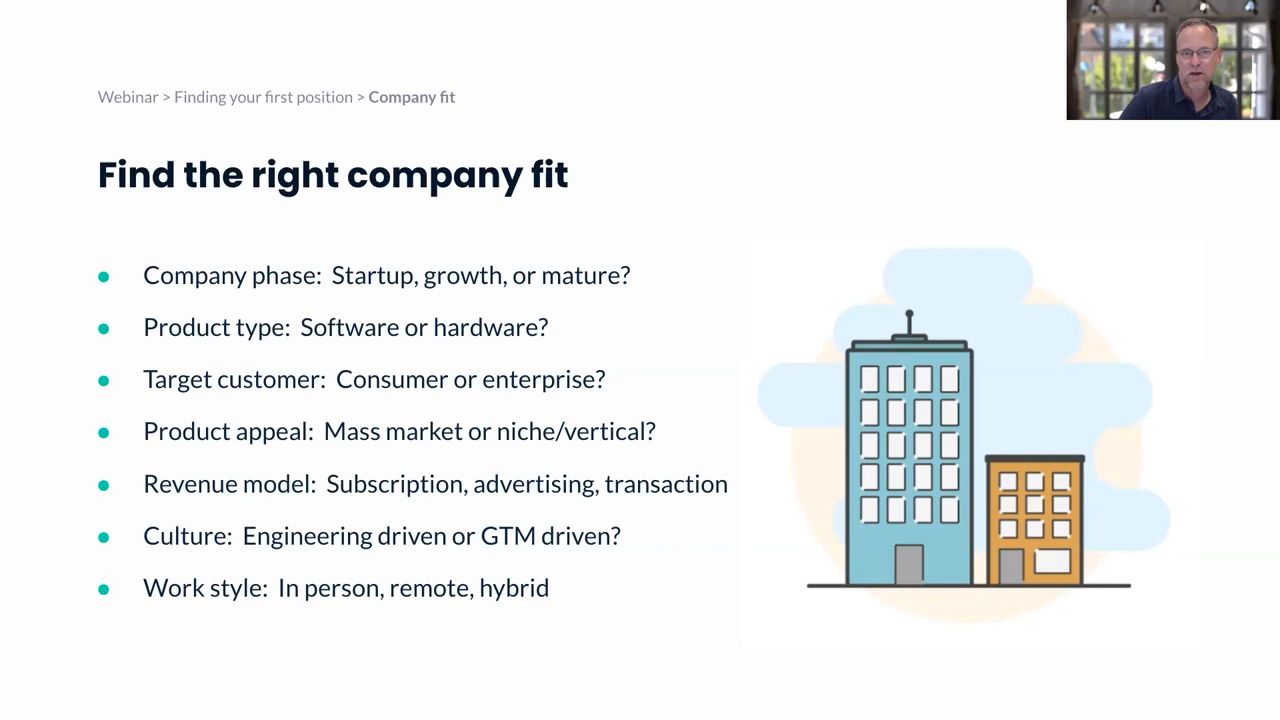 Webinar > Finding your first position > Company fit
Find the right company fit
Company phase: Startup, growth, or mature?
Product type: Software or hardware?
Target customer: Consumer or enterprise?
Product appeal: Mass market or niche/vertical?
Revenue model: Subscription, advertising, transaction
Culture: Engineering driven or GTM driven?
Work style: In person, remote, hybrid